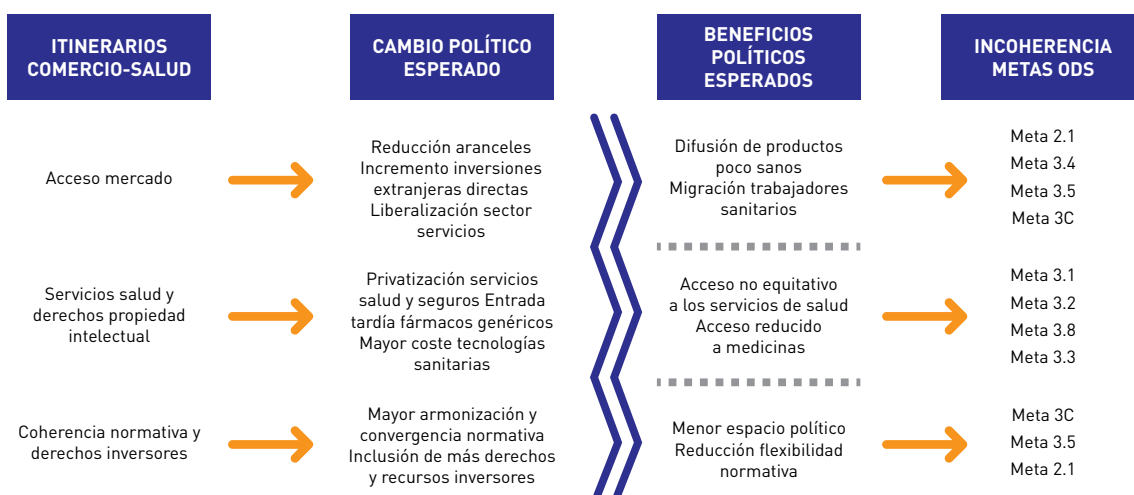 ITINERARIOS
COMERCIO-SALUD
CAMBIO POLÍTICO
ESPERADO
BENEFICIOS
POLÍTICOS
ESPERADOS
INCOHERENCIA
METAS ODS
Acceso mercado
Reducción aranceles
Incremento inversiones
extranjeras directas
Liberalización sector
servicios
Difusión de productos
poco sanos
Migración trabajadores
sanitarios
Meta 2.1
Meta 3.4
Meta 3.5
Meta 3C
Servicios salud y
derechos propiedad
intelectual
Privatización servicios
salud y seguros Entrada
tardía fármacos genéricos
Mayor coste tecnologías
sanitarias
Acceso no equitativo
a los servicios de salud
Acceso reducido
a medicinas
Meta 3.1
Meta 3.2
Meta 3.8
Meta 3.3
Coherencia normativa y
derechos inversores
Mayor armonización y
convergencia normativa
Inclusión de más derechos
y recursos inversores
Menor espacio político
Reducción flexibilidad
normativa
Meta 3C
Meta 3.5
Meta 2.1